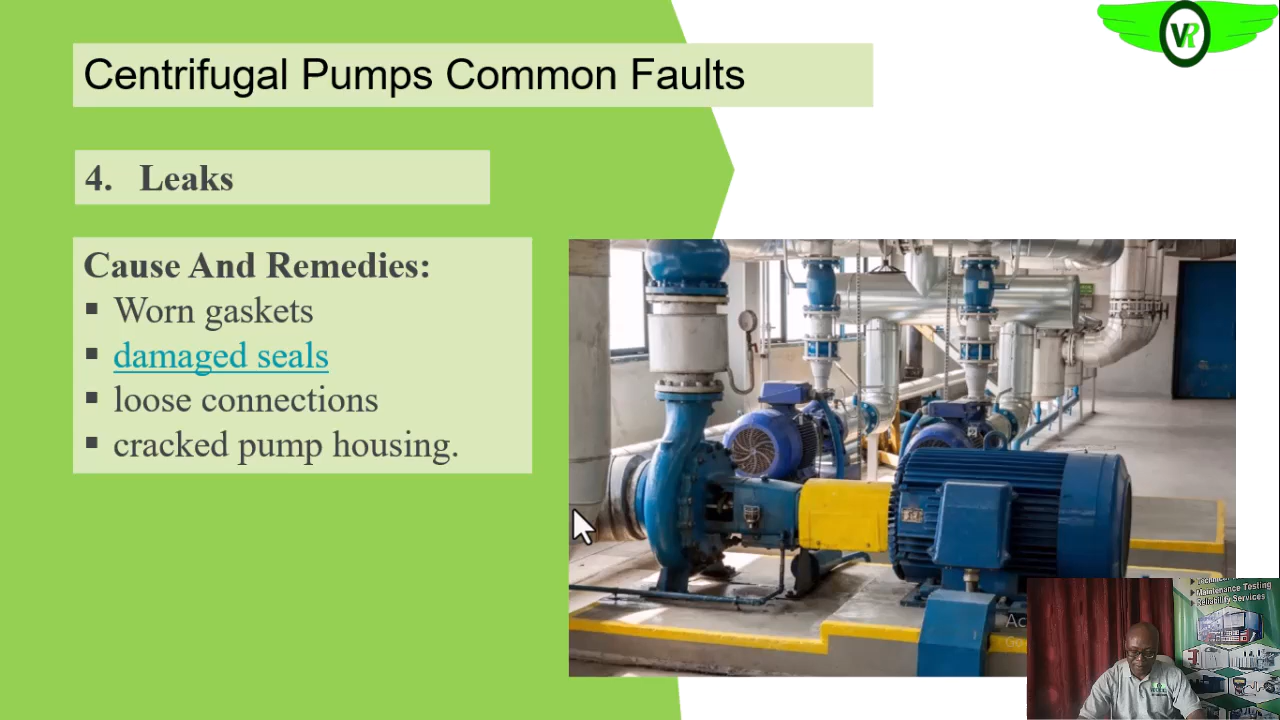 VR
Centrifugal Pumps Common Faults
4. Leaks
Cause And Remedies:
▪ Worn gaskets
▪ damaged seals
▪ loose connections
▪ cracked pump housing.
Maintenance Testing
Reliability Services